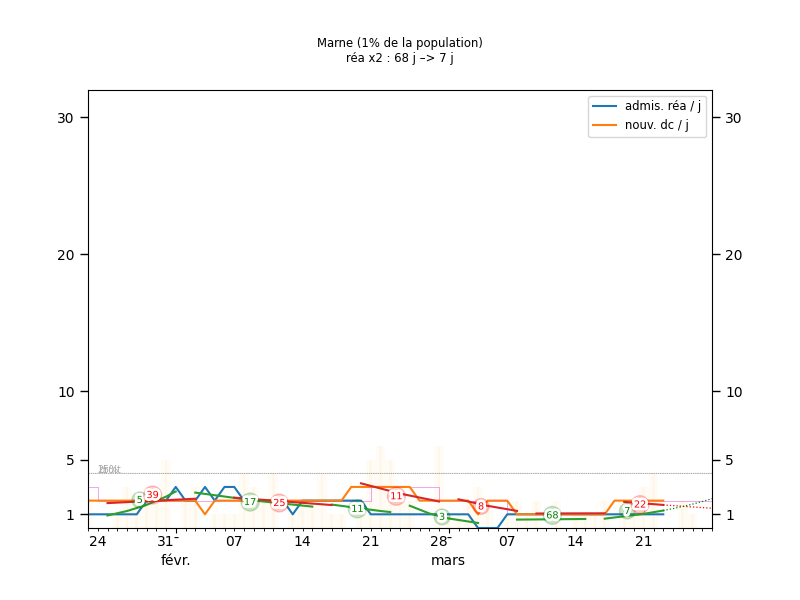 Marne (1% de la population)
réa x2 : 68 j –> 7 j
admis. réa / j
nouv. dc / j
30 30
20 20
10 10
5 5
1 1
5 39 17 25 11 11 3 8 68 7 22
24 31 07 14 21 28 07 14 21
févr. mars